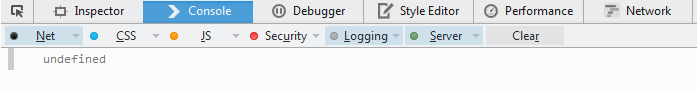 Inspector Console Debugger Style Editor Performance Network
Net CSS JS Security Logging Server Clear
undefined